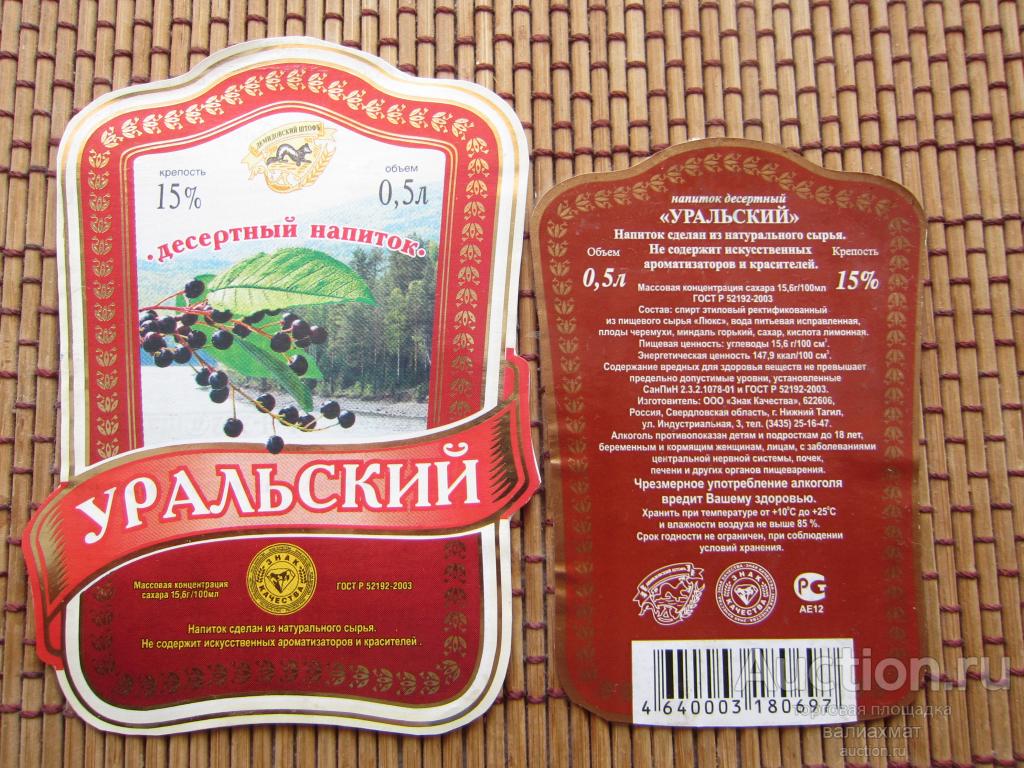 ДЕМИДОВСКИЙ ШТОФЪ
крепость
15%
объем
0,5л
•десертный напиток•
УРАЛЬСКИЙ
Массовая концентрация
сахара 15,6г/100мл
ЗНАК
КАЧЕСТВА
ГОСТ Р 52192-2003
Напиток сделан из натурального сырья.
Не содержит искусственных ароматизаторов и красителей .
напиток десертный
«УРАЛЬСКИЙ»
Напиток сделан из натурального сырья.
Не содержит искусственных
ароматизаторов и красителей.
Объем
0,5л
Крепость
15%
Массовая концентрация сахара 15,6г/100мл
ГОСТ Р 52192-2003
Состав: спирт этиловый ректификованный
из пищевого сырья «Люкс», вода питьевая исправленная,
плоды черемухи, миндаль горький, сахар, кислота лимонная.
Пищевая ценность: углеводы 15,6 г/100 см³.
Энергетическая ценность 147,9 ккал/100 см³.
Содержание вредных для здоровья веществ не превышает
предельно допустимые уровни, установленные
СанПиН 2.3.2.1078-01 и ГОСТ Р 52192-2003.
Изготовитель: ООО «Знак Качества», 622606,
Россия, Свердловская область, г. Нижний Тагил,
ул. Индустриальная, 3, тел. (3435) 25-16-47.
Алкоголь противопоказан детям и подросткам до 18 лет,
беременным и кормящим женщинам, лицам, с заболеваниями
центральной нервной системы, почек,
печени и других органов пищеварения.
Чрезмерное употребление алкоголя
вредит Вашему здоровью.
Хранить при температуре от +10°С до +25°С
и влажности воздуха не выше 85 %.
Срок годности не ограничен, при соблюдении
условий хранения.
ДЕМИДОВСКИЙ ШТОФЪ
ЗНАК
КАЧЕСТВА
АЕ12
4 640003 180697
Auction.ru
торговая площадка
валиахмат
auction.ru